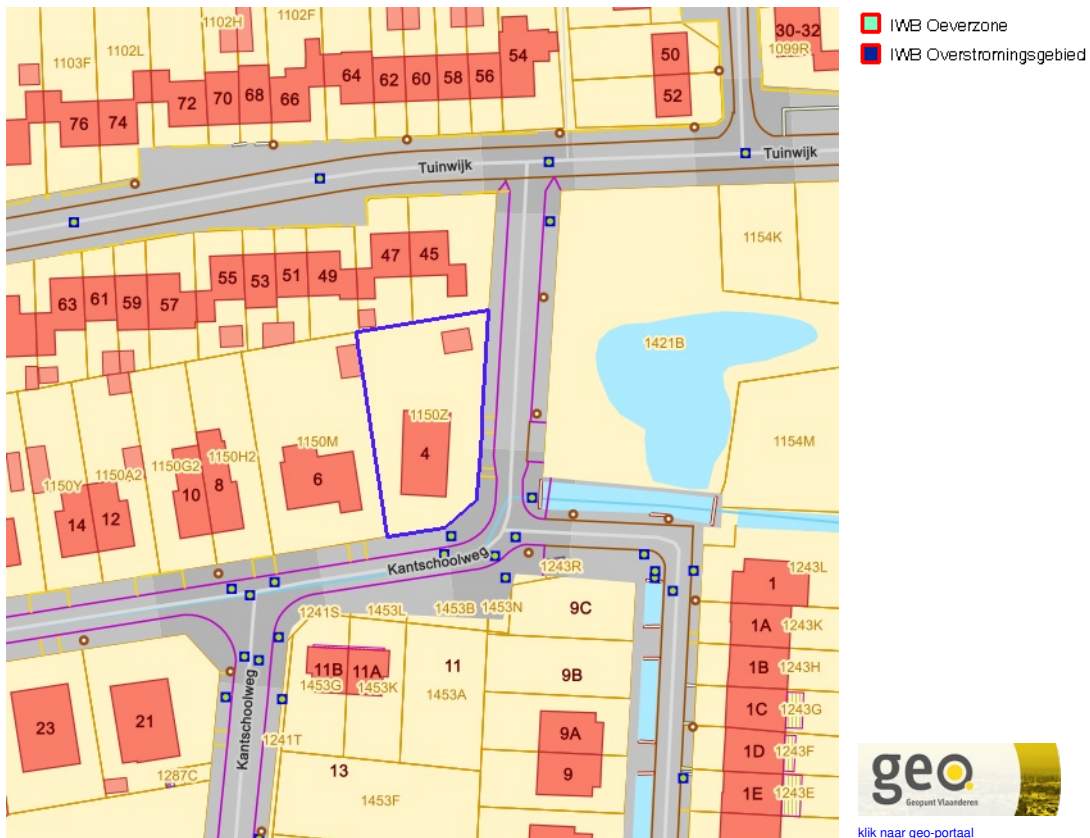 1102H
1102F
1102L
1103F
54
30-32
1099R
50
52
64
62
60
58
56
72
70
68
66
76
74
Tuinwijk
Tuinwijk
1154K
47
45
55
53
51
49
63
61
59
57
1421B
1150Z
4
1154M
1150M
6
1150H2
1150G2
10
8
1150A2
1150Y
14
12
Kantschoolweg
1243R
1243L
1
9C
1241S
1453L
1453B
1453N
1A
1243K
11B
11A
1453G
1453K
11
1453A
9B
1B
1243H
23
21
Kantschoolweg
1241T
1C
1243G
9A
1D
1243F
1287C
13
9
1E
1243E
1453F
IWB Oeverzone
IWB Overstromingsgebied
geo
Geopunt Vlaanderen
klik naar geo-portaal